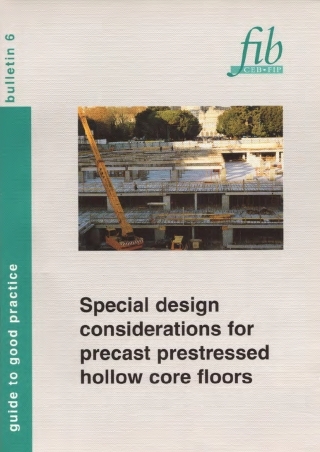 bulletin 6
fib
CEB•FIP
Special design
considerations for
precast prestressed
hollow core floors
guide to good practice